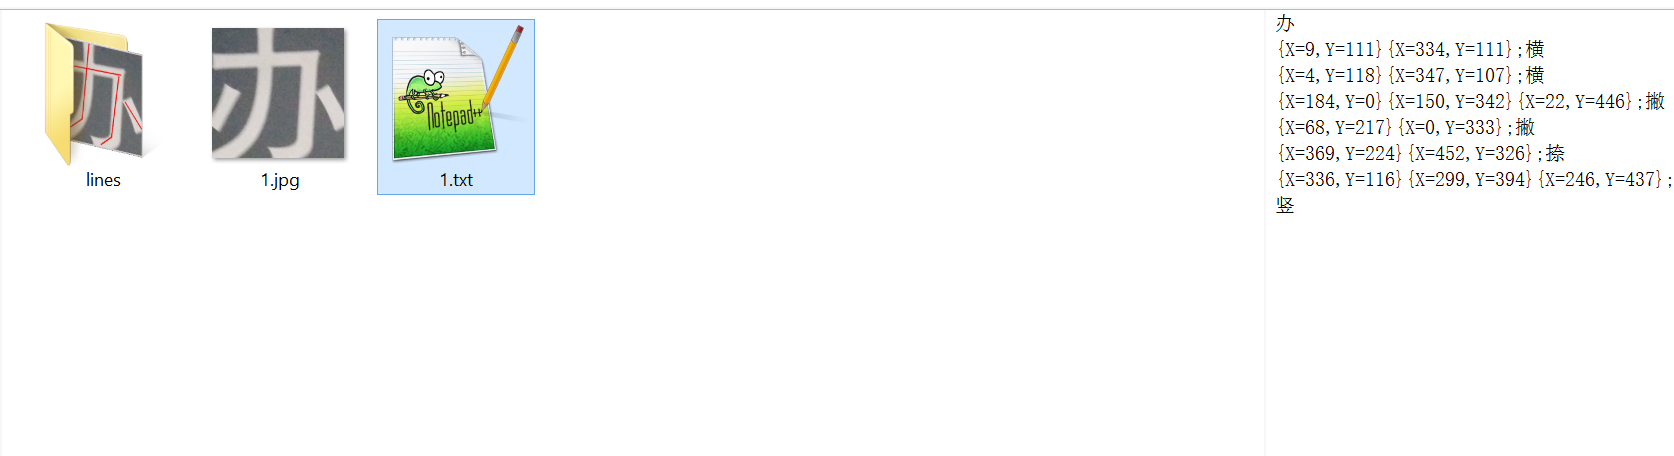 lines
办
1.jpg
Notepad++
1.txt
办
{X=9,Y=111}{X=334,Y=111};横
{X=4,Y=118}{X=347,Y=107};横
{X=184,Y=0}{X=150,Y=342}{X=22,Y=446};撇
{X=68,Y=217}{X=0,Y=333};撇
{X=369,Y=224}{X=452,Y=326};捺
{X=336,Y=116}{X=299,Y=394}{X=246,Y=437};
竖